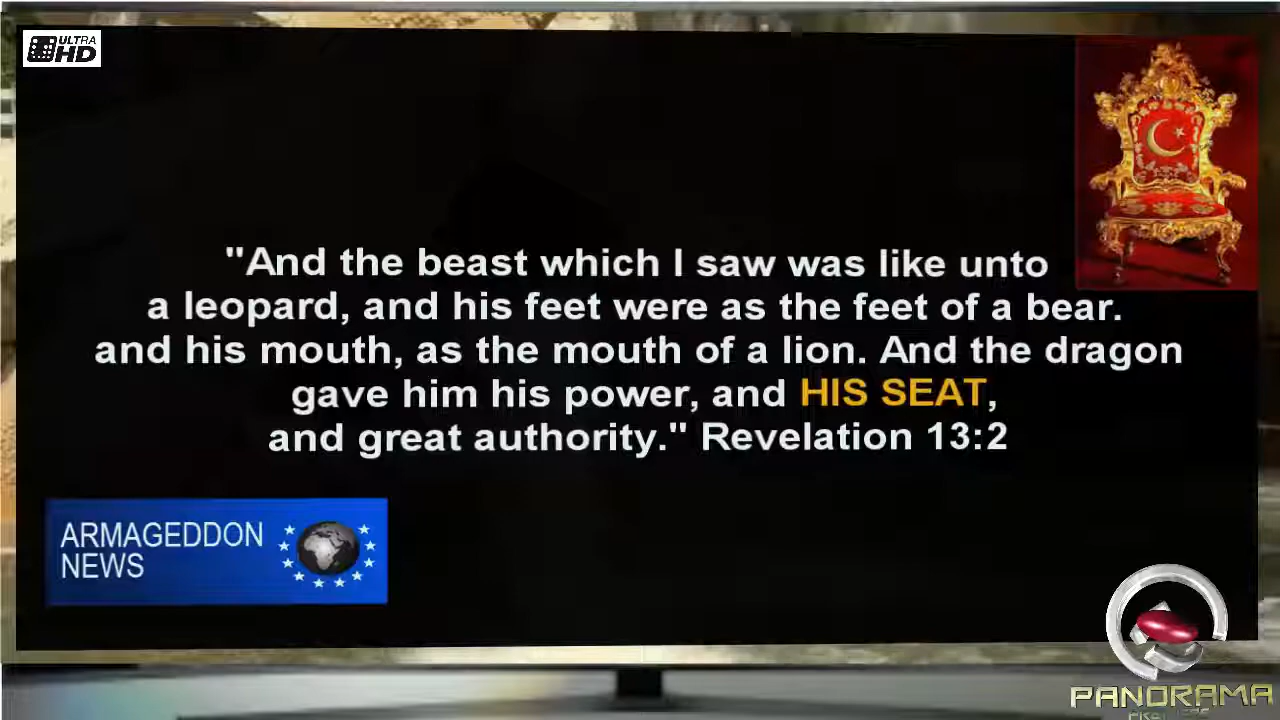 ULTRA
HD
"And the beast which I saw was like unto
a leopard, and his feet were as the feet of a bear.
and his mouth, as the mouth of a lion. And the dragon
gave him his power, and HIS SEAT,
and great authority." Revelation 13:2
ARMAGEDDON
NEWS
PANORAMA